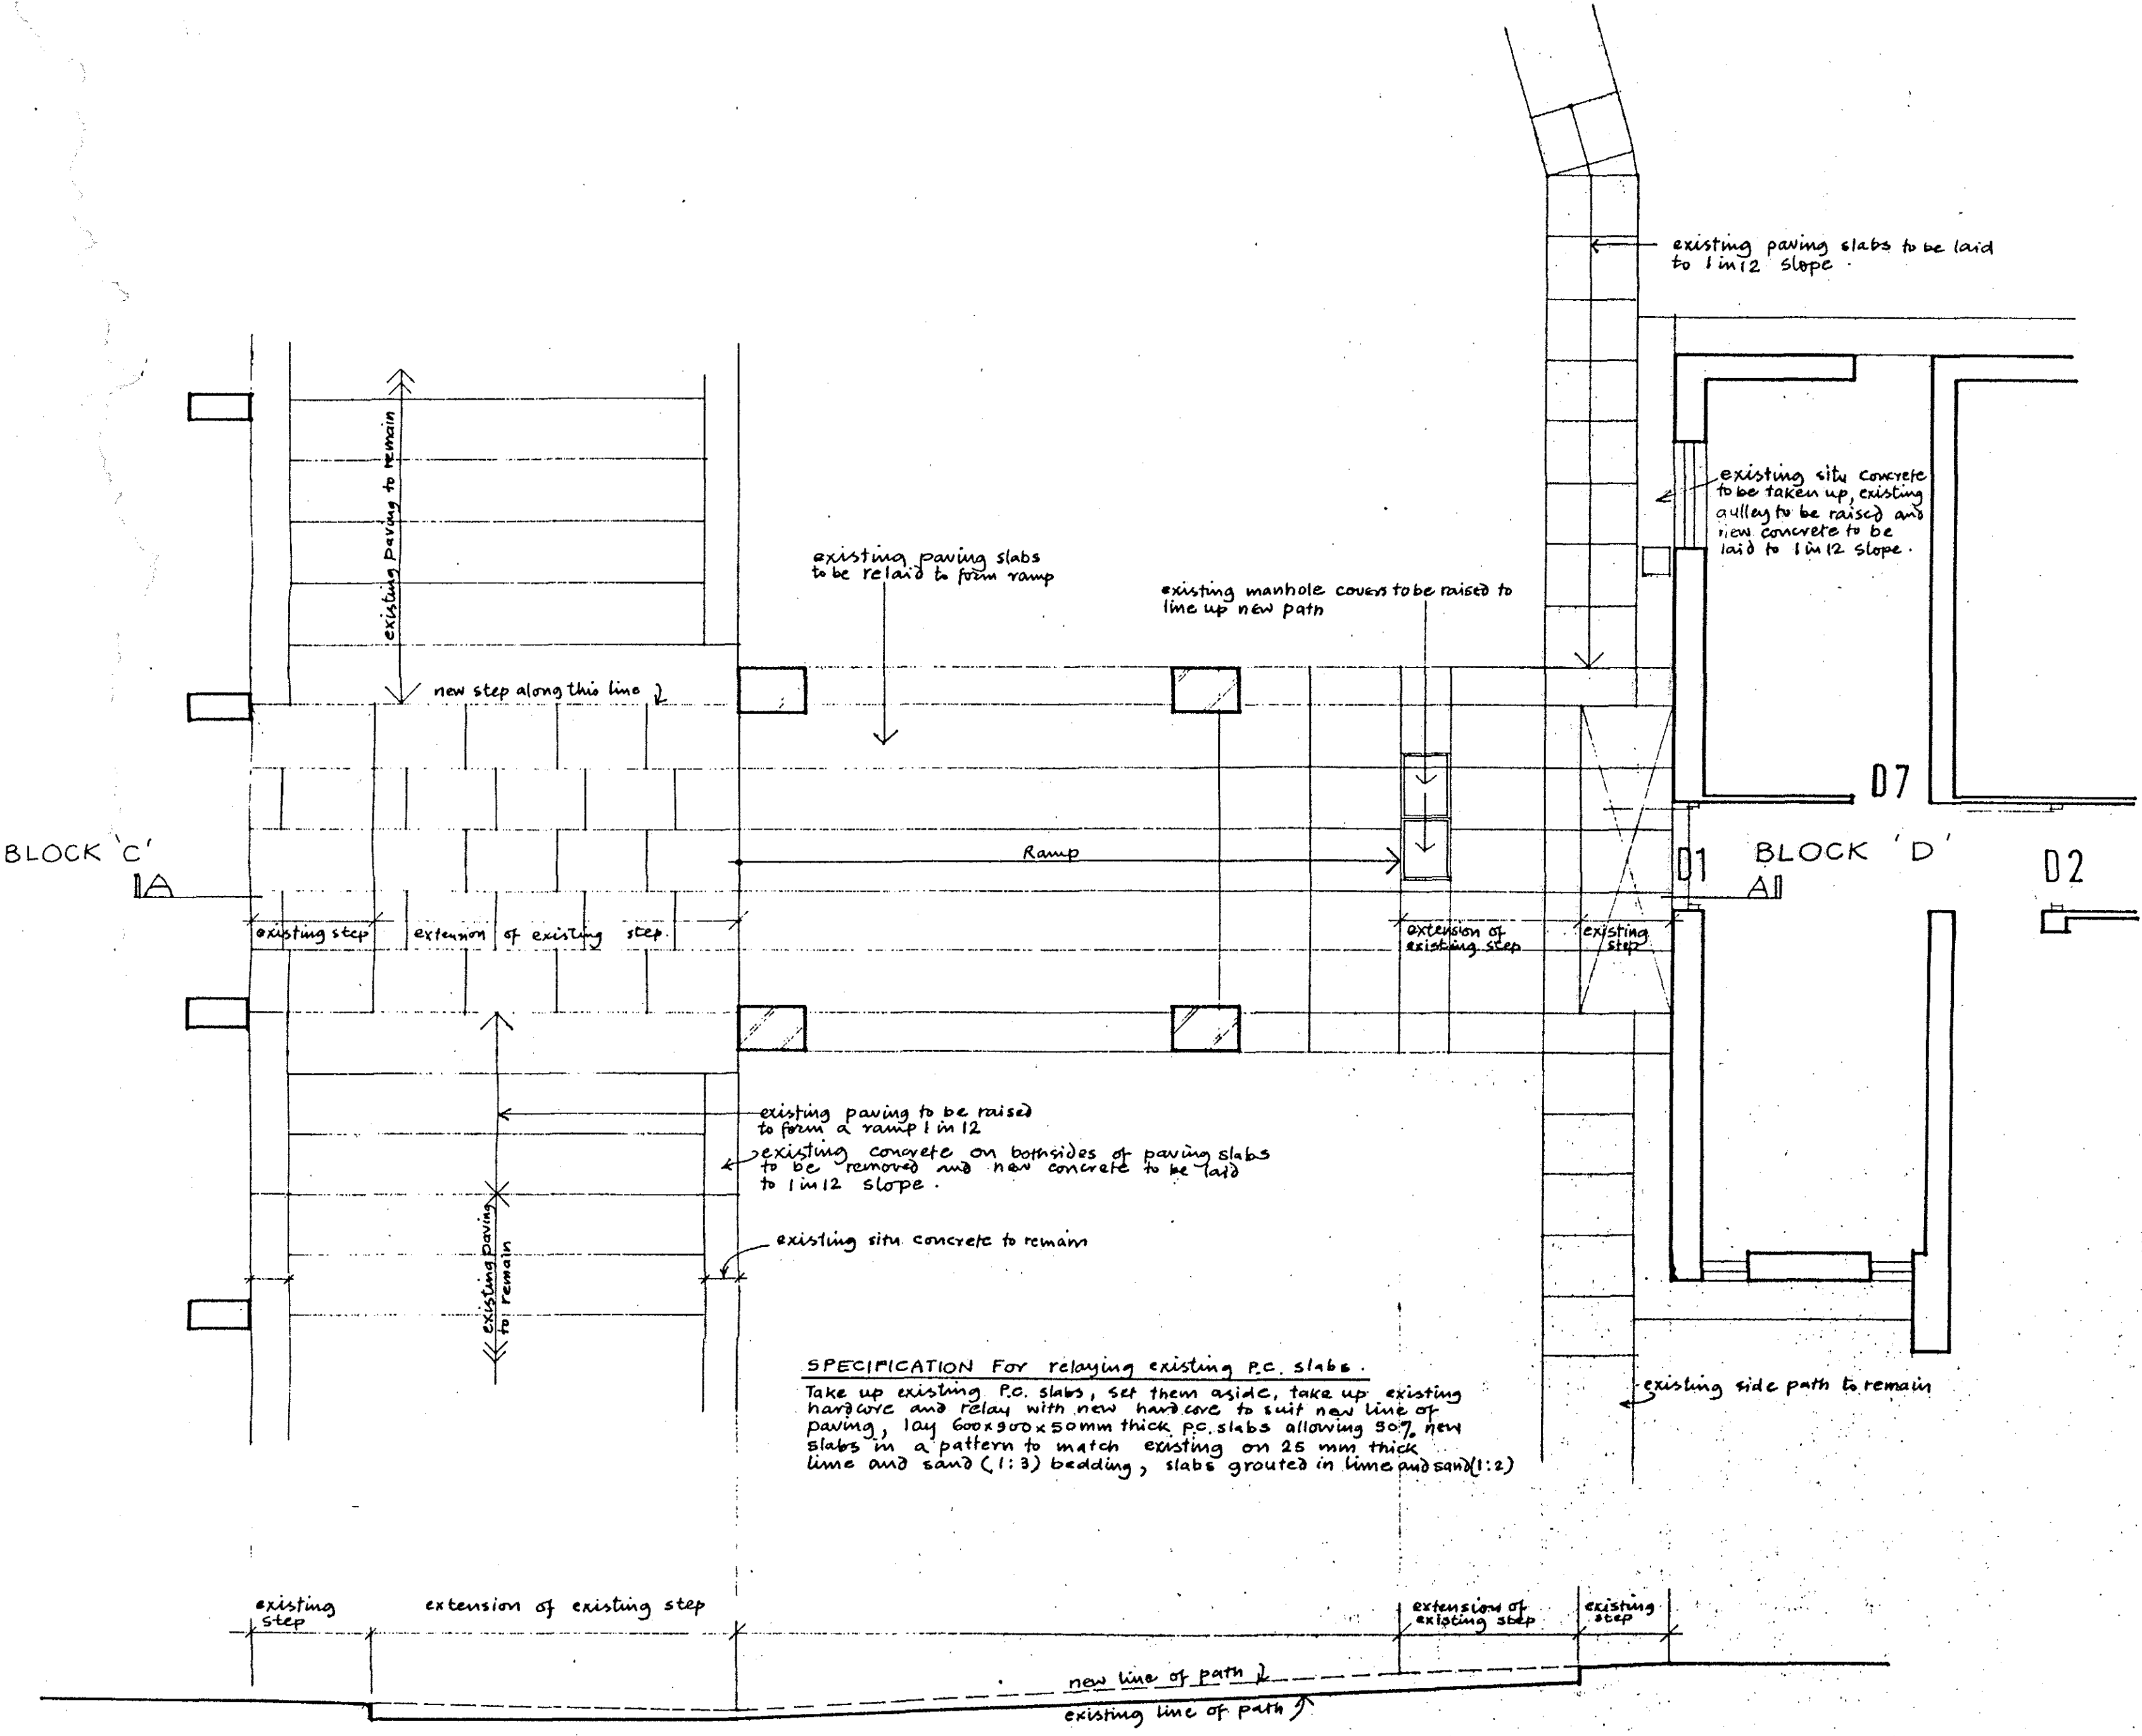 existing paving slabs to be laid
to 1 in 12 slope.
existing paving to remain
existing situ concrete
to be taken up, existing
gulley to be raised and
new concrete to be
laid to 1 in 12 slope.
existing paving slabs
to be relaid to form ramp
existing manhole covers to be raised to
line up new path
new step along this line
D7
BLOCK 'C'
Ramp
D1
BLOCK 'D'
D2
A
A
existing step
extension of existing step.
extension of
existing step
existing
step
existing paving to be raised
to form a ramp 1 in 12
existing concrete on bothsides of paving slabs
to be removed and new concrete to be laid
to 1 in 12 slope.
existing paving
to remain
existing situ concrete to remain
SPECIFICATION For relaying existing P.C. slabs.
Take up existing P.C. slabs, set them aside, take up existing
hardcore and relay with new hardcore to suit new line of
paving, lay 600x900x50mm thick p.c. slabs allowing 50% new
slabs in a pattern to match existing on 25 mm thick
lime and sand (1:3) bedding, slabs grouted in lime and sand (1:2)
existing side path to remain
existing
step
extension of existing step
extension of
existing step
existing
step
new line of path
existing line of path